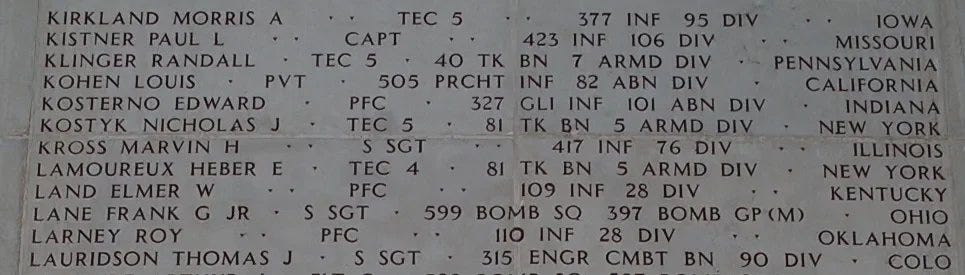 KIRKLAND MORRIS A · · TEC 5 · · 377 INF 95 DIV · · IOWA
KISTNER PAUL L · · CAPT · · 423 INF 106 DIV · · MISSOURI
KLINGER RANDALL · TEC 5 · 40 TK BN 7 ARMD DIV · PENNSYLVANIA
KOHEN LOUIS · PVT · 505 PRCHT INF 82 ABN DIV · CALIFORNIA
KOSTERNO EDWARD · PFC · 327 GLI INF 101 ABN DIV · INDIANA
KOSTYK NICHOLAS J · TEC 5 · 81 TK BN 5 ARMD DIV · NEW YORK
KROSS MARVIN H · · S SGT · · 417 INF 76 DIV · · ILLINOIS
LAMOUREUX HEBER E · TEC 4 · 81 TK BN 5 ARMD DIV · NEW YORK
LAND ELMER W · · PFC · · 109 INF 28 DIV · · KENTUCKY
LANE FRANK G JR · S SGT · 599 BOMB SQ 397 BOMB GP (M) · OHIO
LARNEY ROY · · PFC · · 110 INF 28 DIV · · OKLAHOMA
LAURIDSON THOMAS J · S SGT · 315 ENGR CMBT BN 90 DIV · COLO